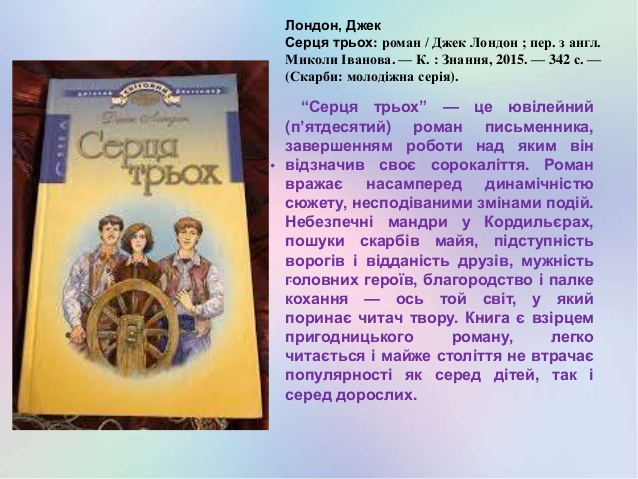 Лондон, Джек
Серця трьох: роман / Джек Лондон ; пер. з англ.
Миколи Іванова. — К. : Знання, 2015. — 342 с. —
(Скарби: молодіжна серія).
“Серця трьох” — це ювілейний
(п’ятдесятий) роман письменника,
завершенням роботи над яким він
відзначив своє сорокаліття. Роман
вражає насамперед динамічністю
сюжету, несподіваними змінами подій.
Небезпечні мандри у Кордильєрах,
пошуки скарбів майя, підступність
ворогів і відданість друзів, мужність
головних героїв, благородство і палке
кохання — ось той світ, у який
поринає читач твору. Книга є взірцем
пригодницького роману, легко
читається і майже століття не втрачає
популярності як серед дітей, так і
серед дорослих.
світовий
Джек Лондон
Серця
трьох